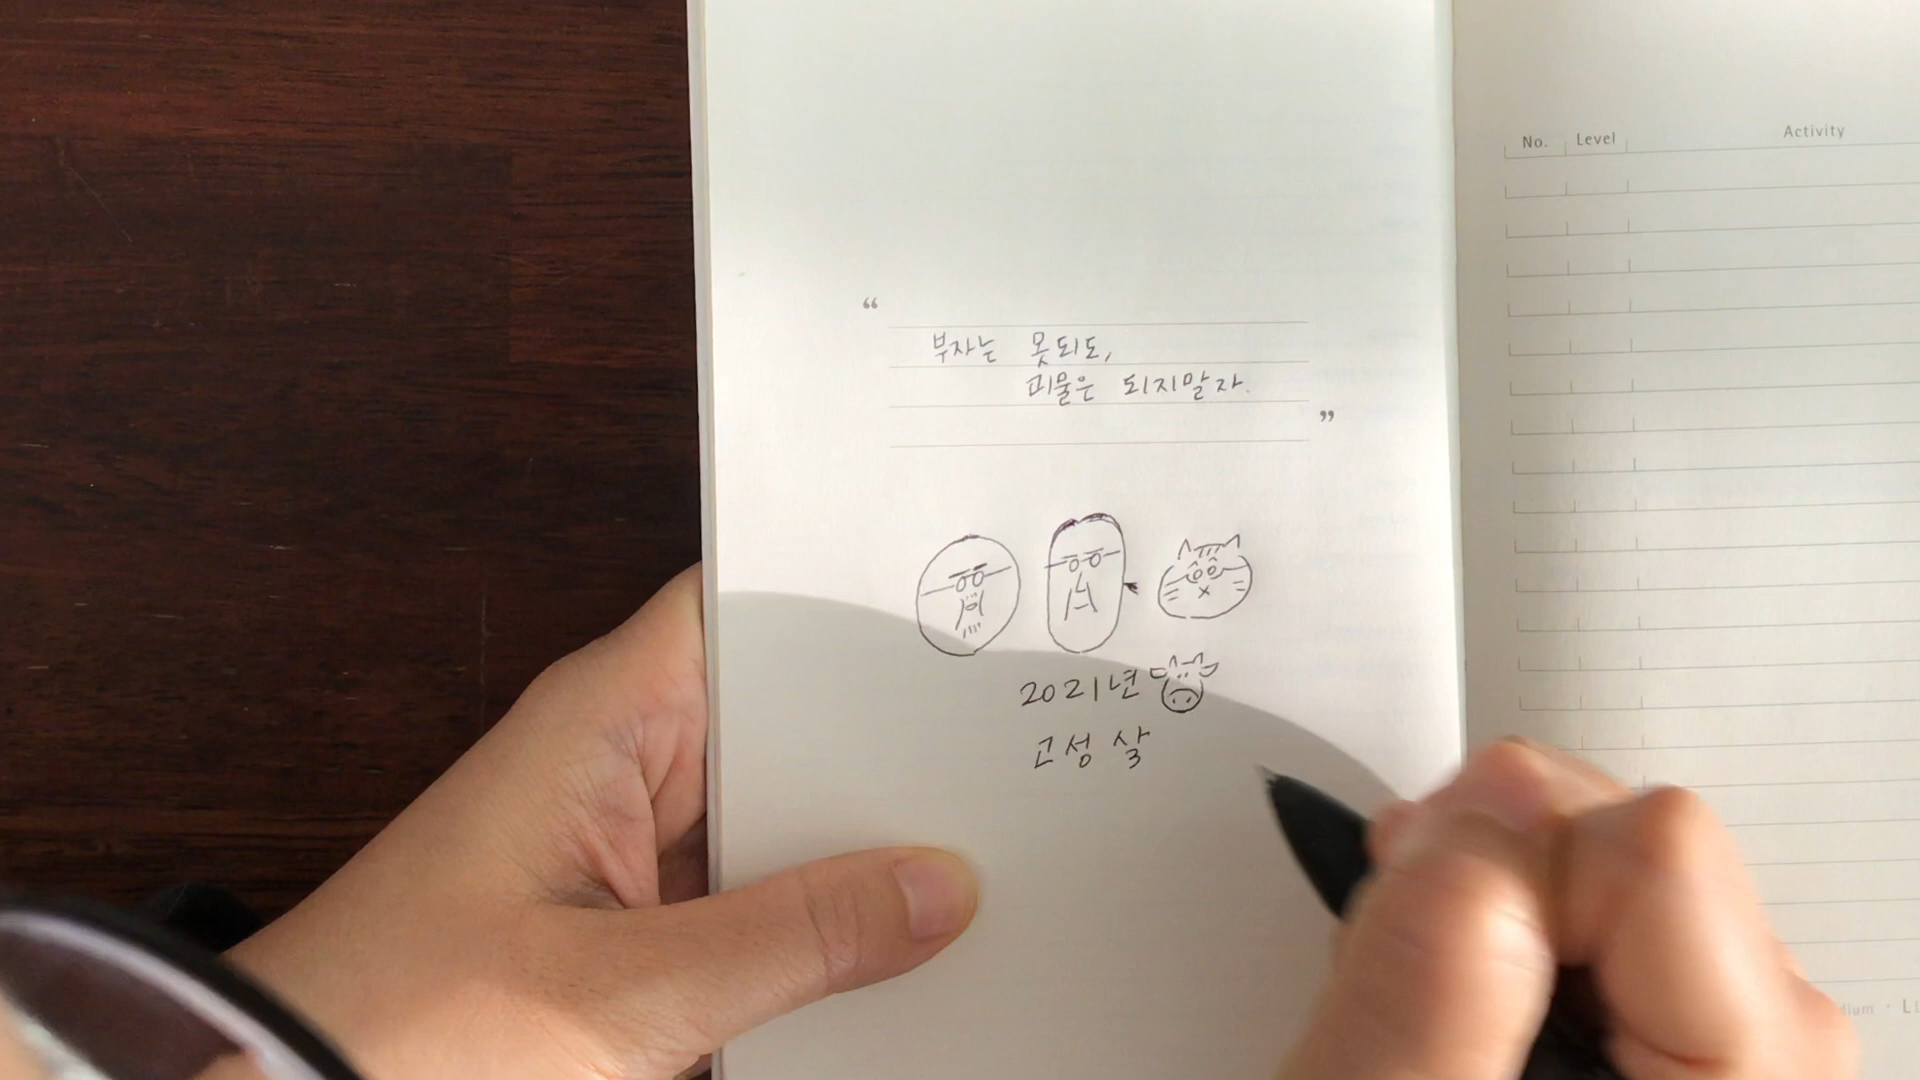 No. Level Activity
“
부자는 못되도,
괴물은 되지말자.
”
2021년
고성 살